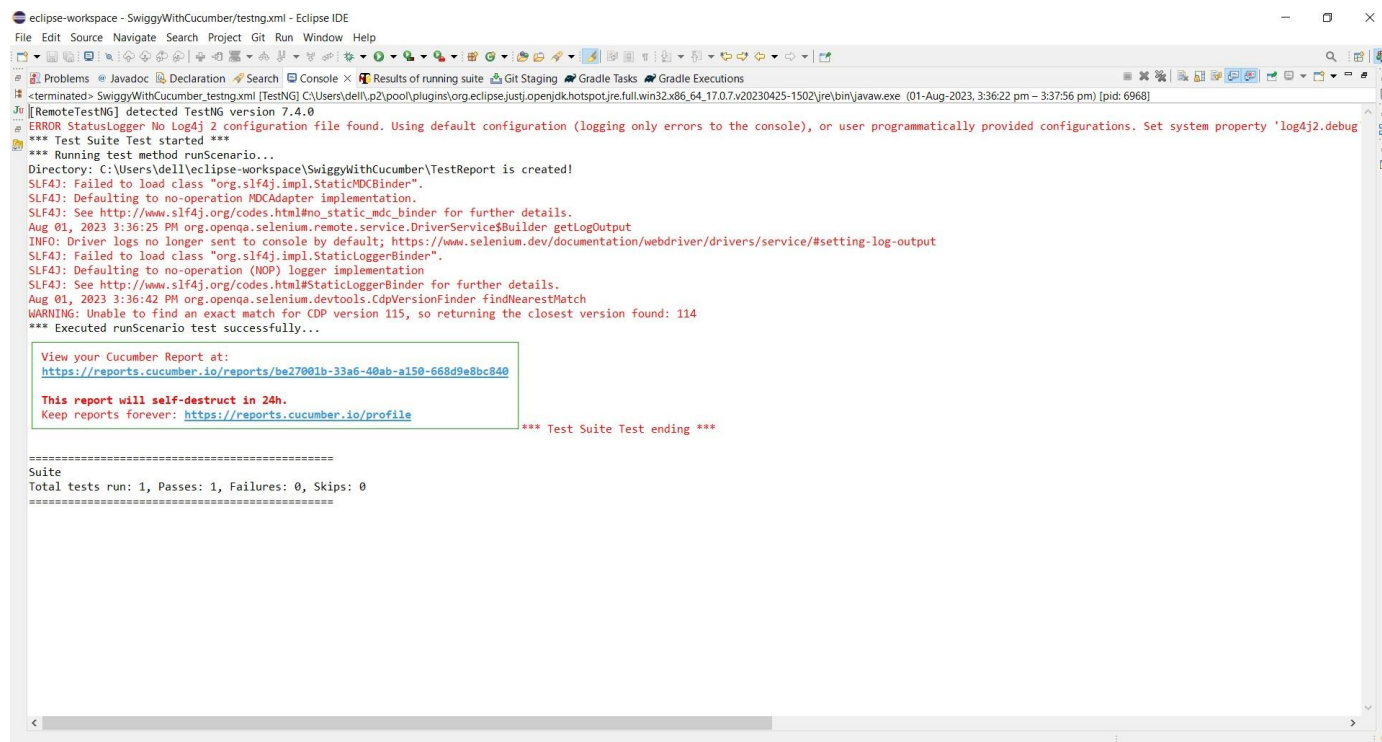 eclipse-workspace - SwiggyWithCucumber/testng.xml - Eclipse IDE
File Edit Source Navigate Search Project Git Run Window Help
Problems Javadoc Declaration Search Console Results of running suite Git Staging Gradle Tasks Gradle Executions
<terminated> SwiggyWithCucumber_testng.xml [TestNG] C:\Users\dell\.p2\pool\plugins\org.eclipse.justj.openjdk.hotspot.jre.full.win32.x86_64_17.0.7.v20230425-1502\jre\bin\javaw.exe (01-Aug-2023, 3:36:22 pm – 3:37:56 pm) [pid: 6968]
[RemoteTestNG] detected TestNG version 7.4.0
ERROR StatusLogger No Log4j 2 configuration file found. Using default configuration (logging only errors to the console), or user programmatically provided configurations. Set system property 'log4j2.debug'
*** Test Suite Test started ***
*** Running test method runScenario...
Directory: C:\Users\dell\eclipse-workspace\SwiggyWithCucumber\TestReport is created!
SLF4J: Failed to load class "org.slf4j.impl.StaticMDCBinder".
SLF4J: Defaulting to no-operation MDCAdapter implementation.
SLF4J: See http://www.slf4j.org/codes.html#no_static_mdc_binder for further details.
Aug 01, 2023 3:36:25 PM org.openqa.selenium.remote.service.DriverService$Builder getLogOutput
INFO: Driver logs no longer sent to console by default; https://www.selenium.dev/documentation/webdriver/drivers/service/#setting-log-output
SLF4J: Failed to load class "org.slf4j.impl.StaticLoggerBinder".
SLF4J: Defaulting to no-operation (NOP) logger implementation
SLF4J: See http://www.slf4j.org/codes.html#StaticLoggerBinder for further details.
Aug 01, 2023 3:36:42 PM org.openqa.selenium.devtools.CdpVersionFinder findNearestMatch
WARNING: Unable to find an exact match for CDP version 115, so returning the closest version found: 114
*** Executed runScenario test successfully...
View your Cucumber Report at:
https://reports.cucumber.io/reports/be27001b-33a6-40ab-a150-668d9e8bc840
This report will self-destruct in 24h.
Keep reports forever: https://reports.cucumber.io/profile
*** Test Suite Test ending ***
===============================================
Suite
Total tests run: 1, Passes: 1, Failures: 0, Skips: 0
===============================================